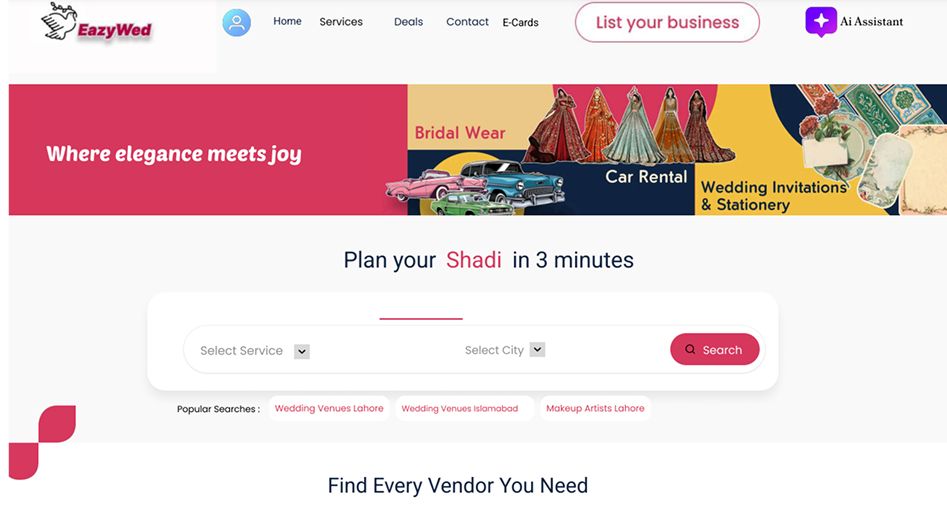 EazyWed
Home Services Deals Contact E-Cards
List your business
Ai Assistant
Where elegance meets joy
Bridal Wear
Car Rental
Wedding Invitations
& Stationery
Plan your Shadi in 3 minutes
Select Service
Select City
Search
Popular Searches :
Wedding Venues Lahore
Wedding Venues Islamabad
Makeup Artists Lahore
Find Every Vendor You Need